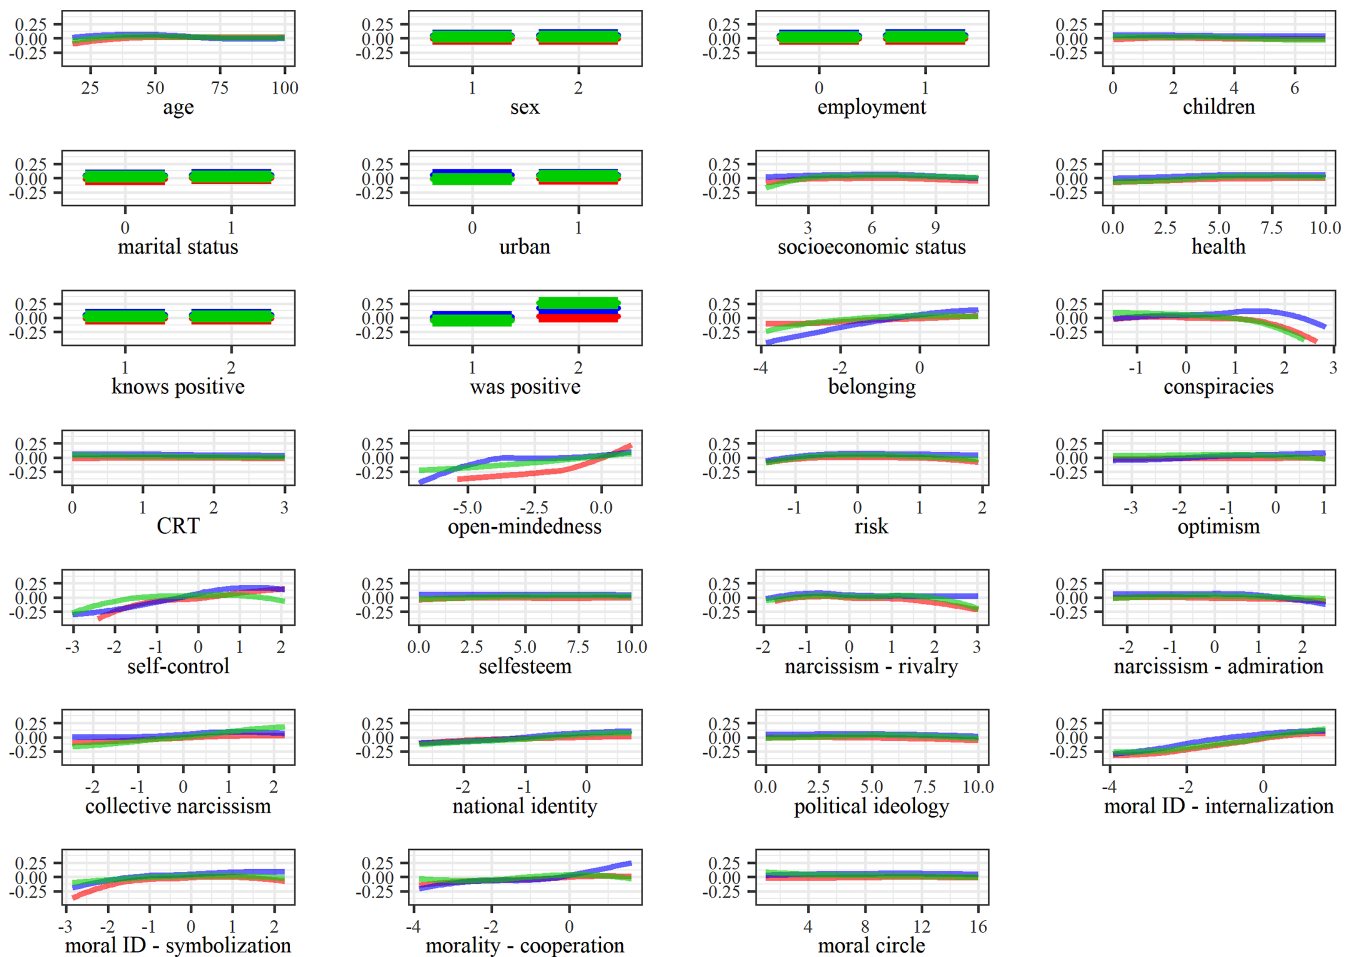 0.25 0.25 0.25 0.25
0.00 0.00 0.00 0.00
-0.25 -0.25 -0.25 -0.25
25 50 75 100 1 2 0 1 0 2 4 6
age sex employment children
0.25 0.25 0.25 0.25
0.00 0.00 0.00 0.00
-0.25 -0.25 -0.25 -0.25
0 1 0 1 3 6 9 0.0 2.5 5.0 7.5 10.0
marital status urban socioeconomic status health
0.25 0.25 0.25 0.25
0.00 0.00 0.00 0.00
-0.25 -0.25 -0.25 -0.25
1 2 1 2 -4 -2 0 -1 0 1 2 3
knows positive was positive belonging conspiracies
0.25 0.25 0.25 0.25
0.00 0.00 0.00 0.00
-0.25 -0.25 -0.25 -0.25
0 1 2 3 -5.0 -2.5 0.0 -1 0 1 2 -3 -2 -1 0 1
CRT open-mindedness risk optimism
0.25 0.25 0.25 0.25
0.00 0.00 0.00 0.00
-0.25 -0.25 -0.25 -0.25
-3 -2 -1 0 1 2 0.0 2.5 5.0 7.5 10.0 -2 -1 0 1 2 3 -2 -1 0 1 2
self-control selfesteem narcissism - rivalry narcissism - admiration
0.25 0.25 0.25 0.25
0.00 0.00 0.00 0.00
-0.25 -0.25 -0.25 -0.25
-2 -1 0 1 2 -2 0 0.0 2.5 5.0 7.5 10.0 -4 -2 0
collective narcissism national identity political ideology moral ID - internalization
0.25 0.25 0.25
0.00 0.00 0.00
-0.25 -0.25 -0.25
-3 -2 -1 0 1 2 -4 -2 0 4 8 12 16
moral ID - symbolization morality - cooperation moral circle